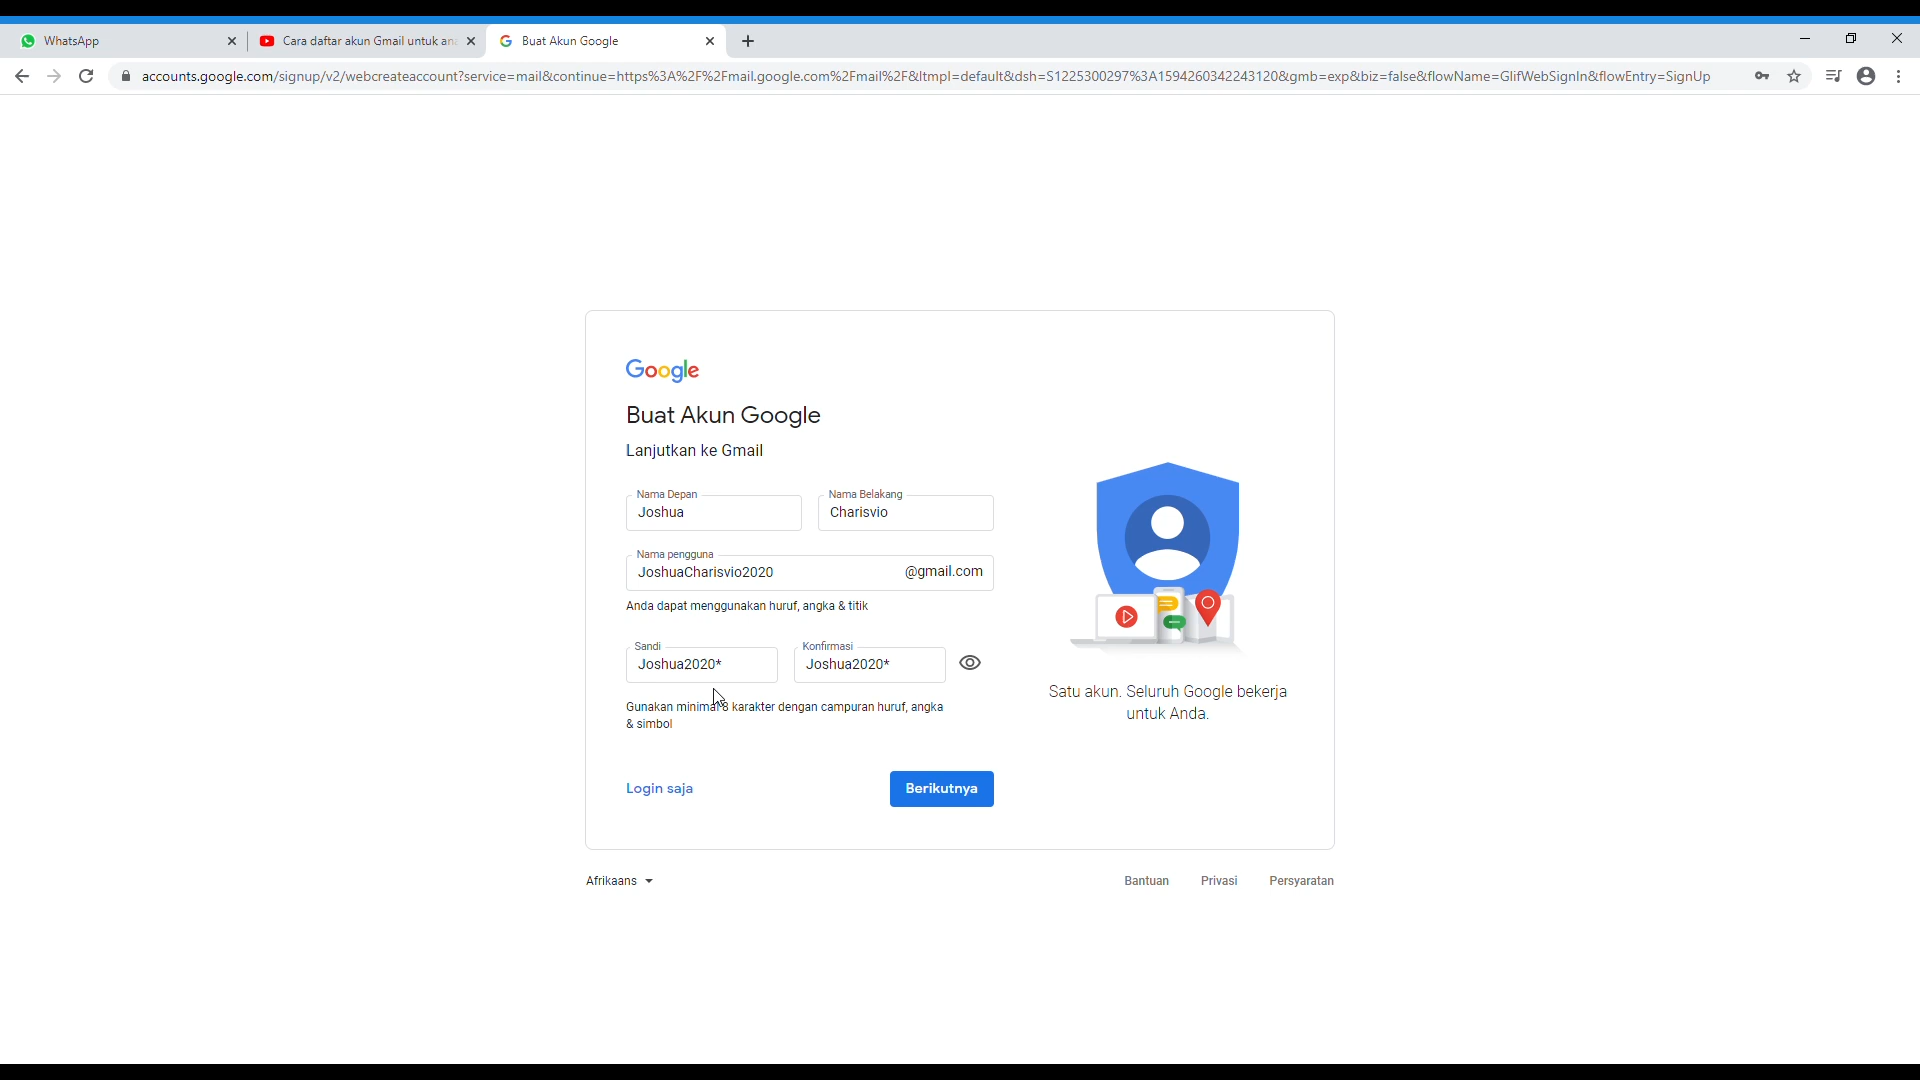 WhatsApp
Cara daftar akun Gmail untuk an
Buat Akun Google
accounts.google.com/signup/v2/webcreateaccount?service=mail&continue=https%3A%2F%2Fmail.google.com%2Fmail%2F&ltmpl=default&dsh=S1225300297%3A1594260342243120&gmb=exp&biz=false&flowName=GlifWebSignIn&flowEntry=SignUp
Google
Buat Akun Google
Lanjutkan ke Gmail
Nama Depan
Joshua
Nama Belakang
Charisvio
Nama pengguna
JoshuaCharisvio2020 @gmail.com
Anda dapat menggunakan huruf, angka & titik
Sandi
Joshua2020*
Konfirmasi
Joshua2020*
Gunakan minimal 8 karakter dengan campuran huruf, angka
& simbol
Satu akun. Seluruh Google bekerja
untuk Anda.
Login saja
Berikutnya
Afrikaans
Bantuan
Privasi
Persyaratan